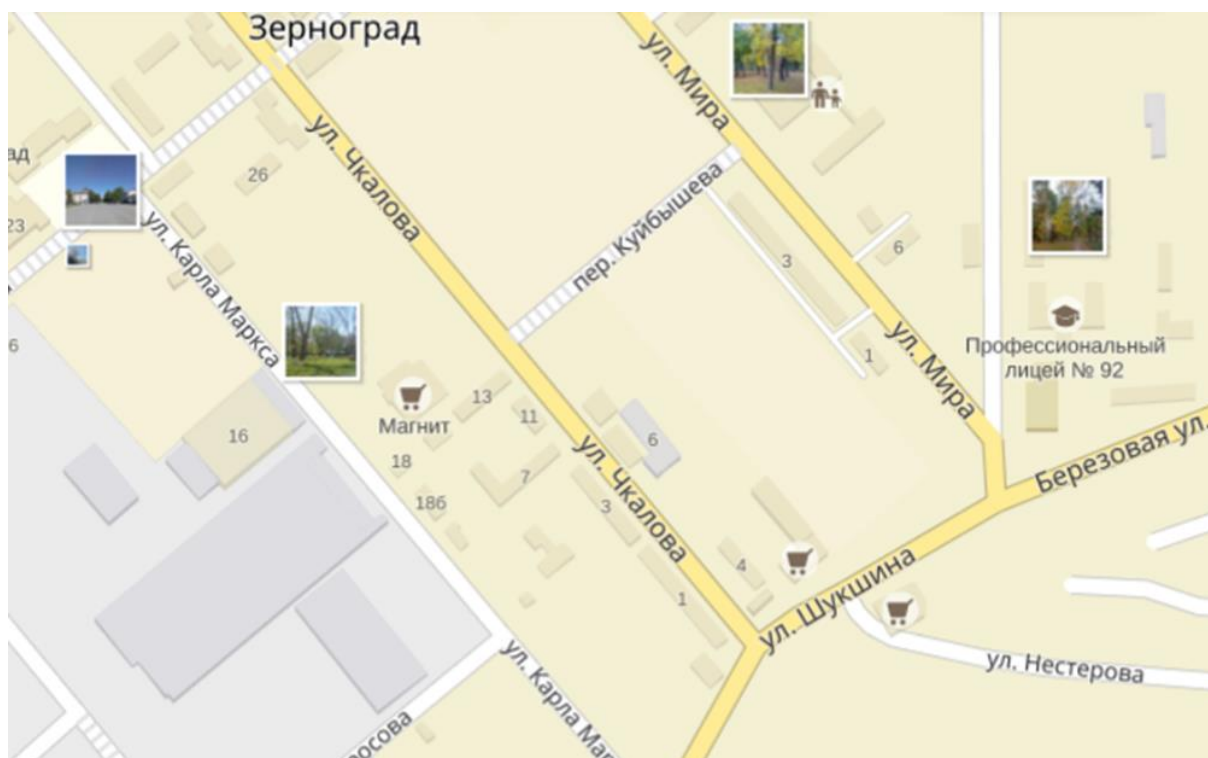 Зерноград
ул. Мира
ул. Чкалова
ад
26
пер. Куйбышева
23
ул. Карла Маркса
6
3
6
1
ул. Мира
Профессиональный
лицей № 92
Магнит
13
11
16
6
18
7
ул. Чкалова
Березовая ул.
18б
3
4
1
ул. Шукшина
ул. Нестерова
ул. Карла Мар
осова